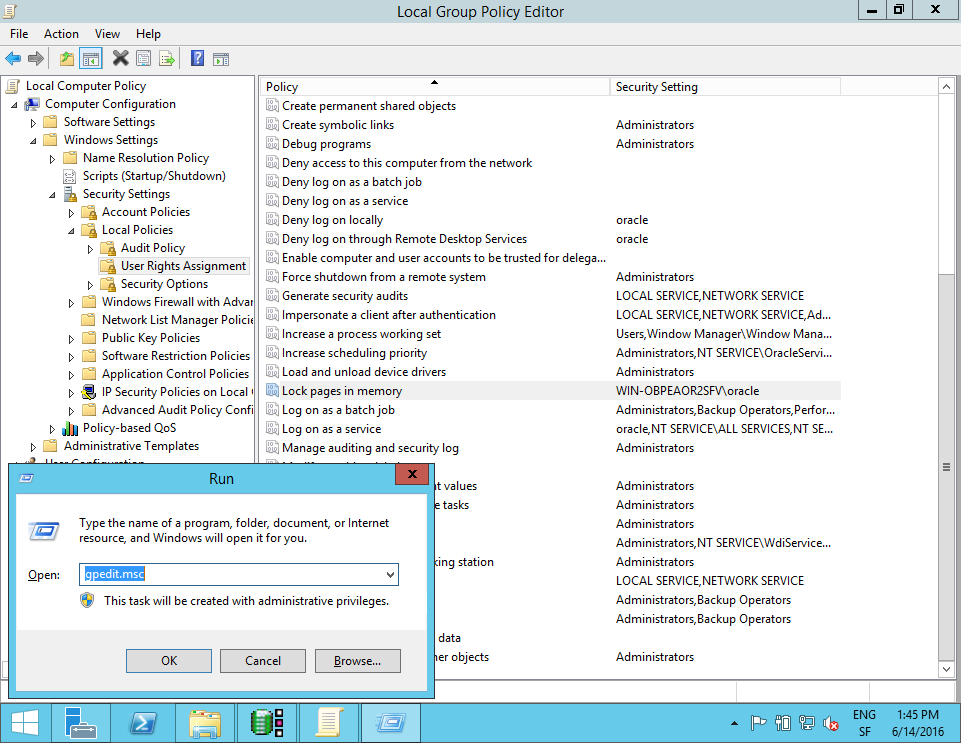 Local Group Policy Editor
File Action View Help
Local Computer Policy
Computer Configuration
Software Settings
Windows Settings
Name Resolution Policy
Scripts (Startup/Shutdown)
Security Settings
Account Policies
Local Policies
Audit Policy
User Rights Assignment
Security Options
Windows Firewall with Advan
Network List Manager Policie
Public Key Policies
Software Restriction Policies
Application Control Policies
IP Security Policies on Local
Advanced Audit Policy Confi
Policy-based QoS
Administrative Templates
User Configuration
Policy Security Setting
Create permanent shared objects
Create symbolic links Administrators
Debug programs Administrators
Deny access to this computer from the network
Deny log on as a batch job
Deny log on as a service
Deny log on locally oracle
Deny log on through Remote Desktop Services oracle
Enable computer and user accounts to be trusted for delega...
Force shutdown from a remote system Administrators
Generate security audits LOCAL SERVICE,NETWORK SERVICE
Impersonate a client after authentication LOCAL SERVICE,NETWORK SERVICE,Ad...
Increase a process working set Users,Window Manager\Window Mana...
Increase scheduling priority Administrators,NT SERVICE\OracleServi...
Load and unload device drivers Administrators
Lock pages in memory WIN-OBPEAOR2SFV\oracle
Log on as a batch job Administrators,Backup Operators,Perfor...
Log on as a service oracle,NT SERVICE\ALL SERVICES,NT SE...
Manage auditing and security log Administrators
nt values Administrators
e tasks Administrators
Administrators
Administrators,NT SERVICE\WdiService...
king station Administrators
LOCAL SERVICE,NETWORK SERVICE
Administrators,Backup Operators
Administrators,Backup Operators
data
er objects Administrators
Run
Type the name of a program, folder, document, or Internet
resource, and Windows will open it for you.
Open: gpedit.msc
This task will be created with administrative privileges.
OK Cancel Browse...
ENG 1:45 PM
SF 6/14/2016